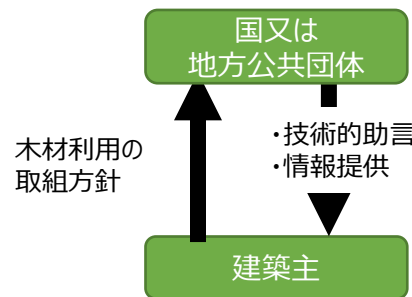 国又は
地方公共団体
木材利用の
取組方針
・技術的助言
・情報提供
建築主